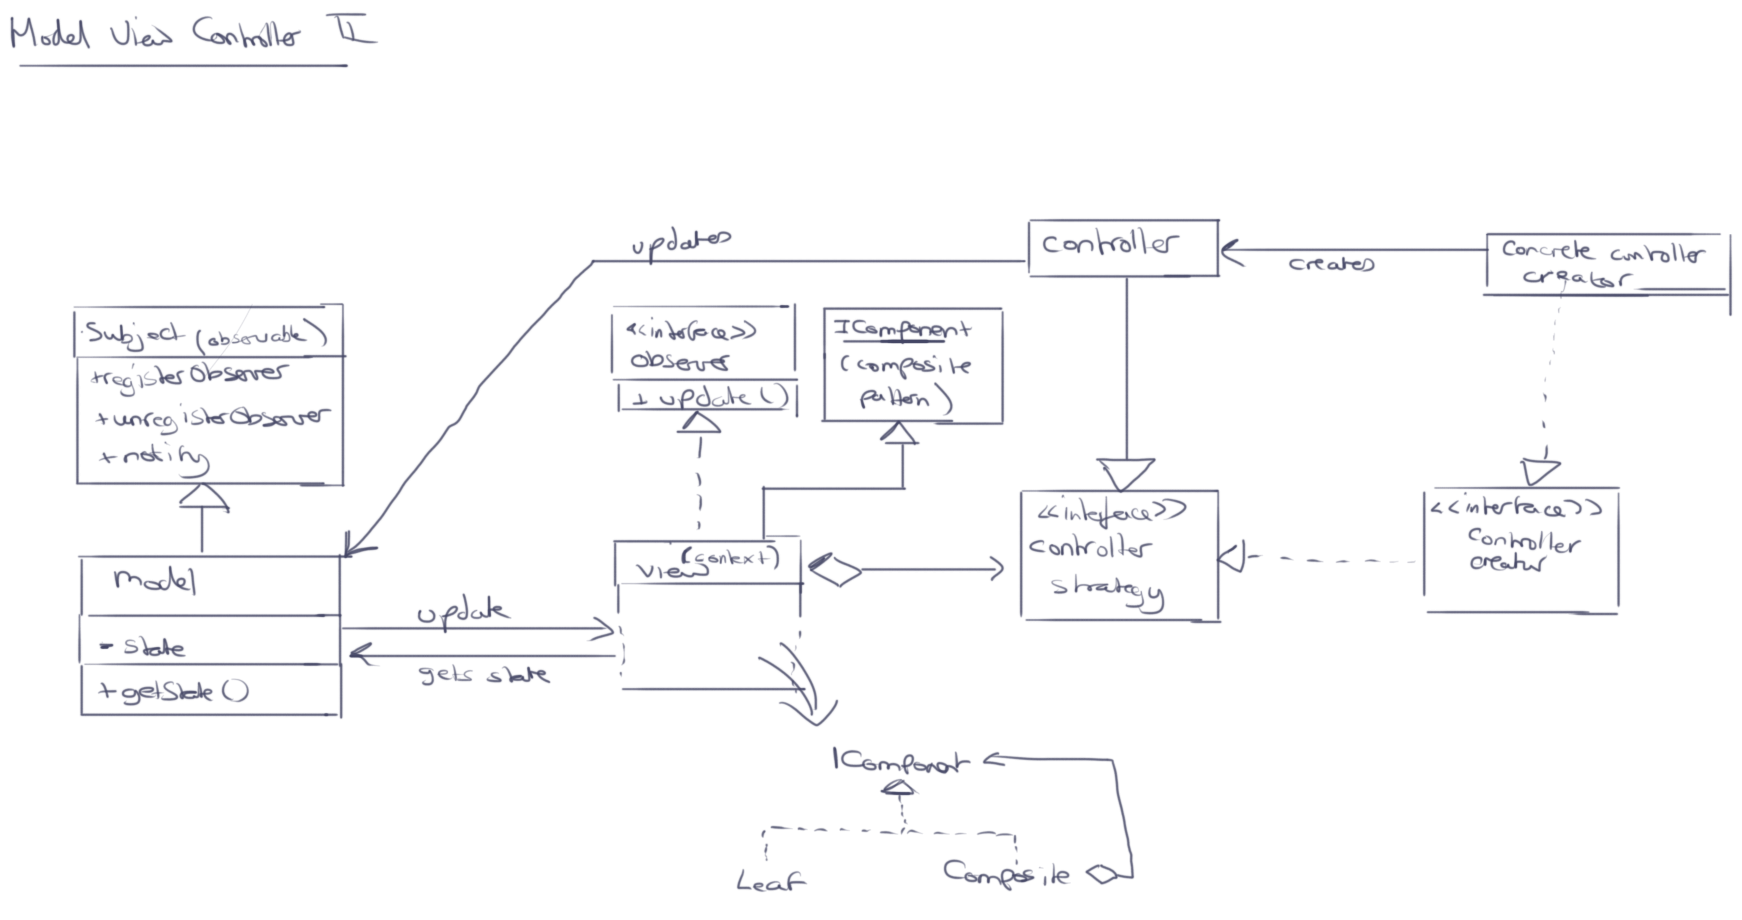 Model View Controller II
updates
Controller
creates
Concrete controller
creator
Subject (observable)
+registerObserver
+unregisterObserver
+notify
<<interface>>
observer
+ update()
IComponent
(composite
pattern)
<<interface>>
controller
strategy
<<interface>>
Controller
creator
model
- state
+getState()
update
gets state
(context)
view
IComponent
Leaf
Composite